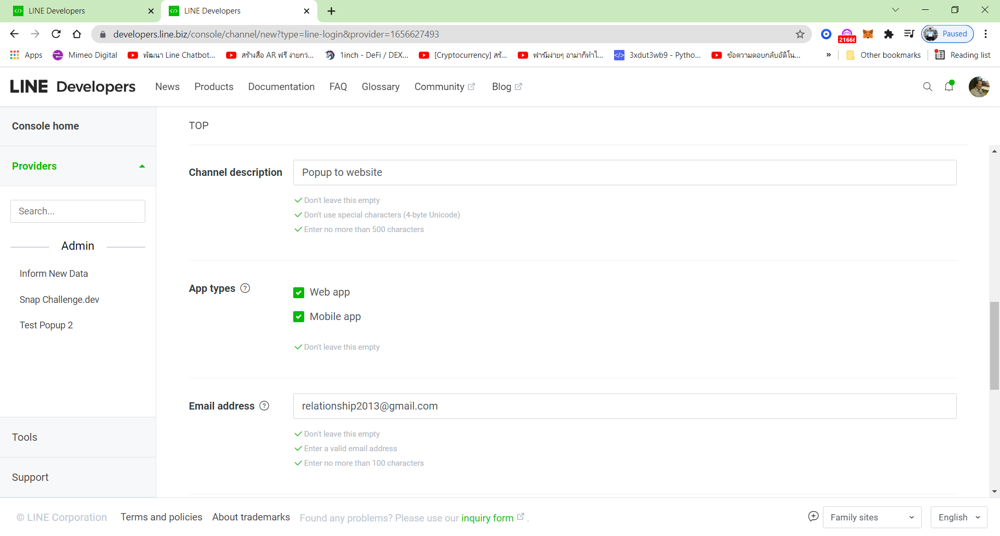 LINE Developers
LINE Developers
developers.line.biz/console/channel/new?type=line-login&provider=1656627493
21666
Paused
Apps
Mimeo Digital
พัฒนา Line Chatbot...
สร้างสื่อ AR ฟรี ง่ายกว่...
1inch - DeFi / DEX...
[Cryptocurrency] สรั...
ฟาร์มง่ายๆ อาม่าก็ทำไ...
3xdut3wb9 - Pytho...
ข้อความตอบกลับอัติโน...
»
Other bookmarks
Reading list
LINE Developers
News
Products
Documentation
FAQ
Glossary
Community
Blog
Console home
Providers
Search...
Admin
Inform New Data
Snap Challenge.dev
Test Popup 2
Tools
Support
TOP
Channel description
Popup to website
Don't leave this empty
Don't use special characters (4-byte Unicode)
Enter no more than 500 characters
App types ?
Web app
Mobile app
Don't leave this empty
Email address ?
relationship2013@gmail.com
Don't leave this empty
Enter a valid email address
Enter no more than 100 characters
© LINE Corporation
Terms and policies
About trademarks
Found any problems? Please use our inquiry form .
Family sites
English